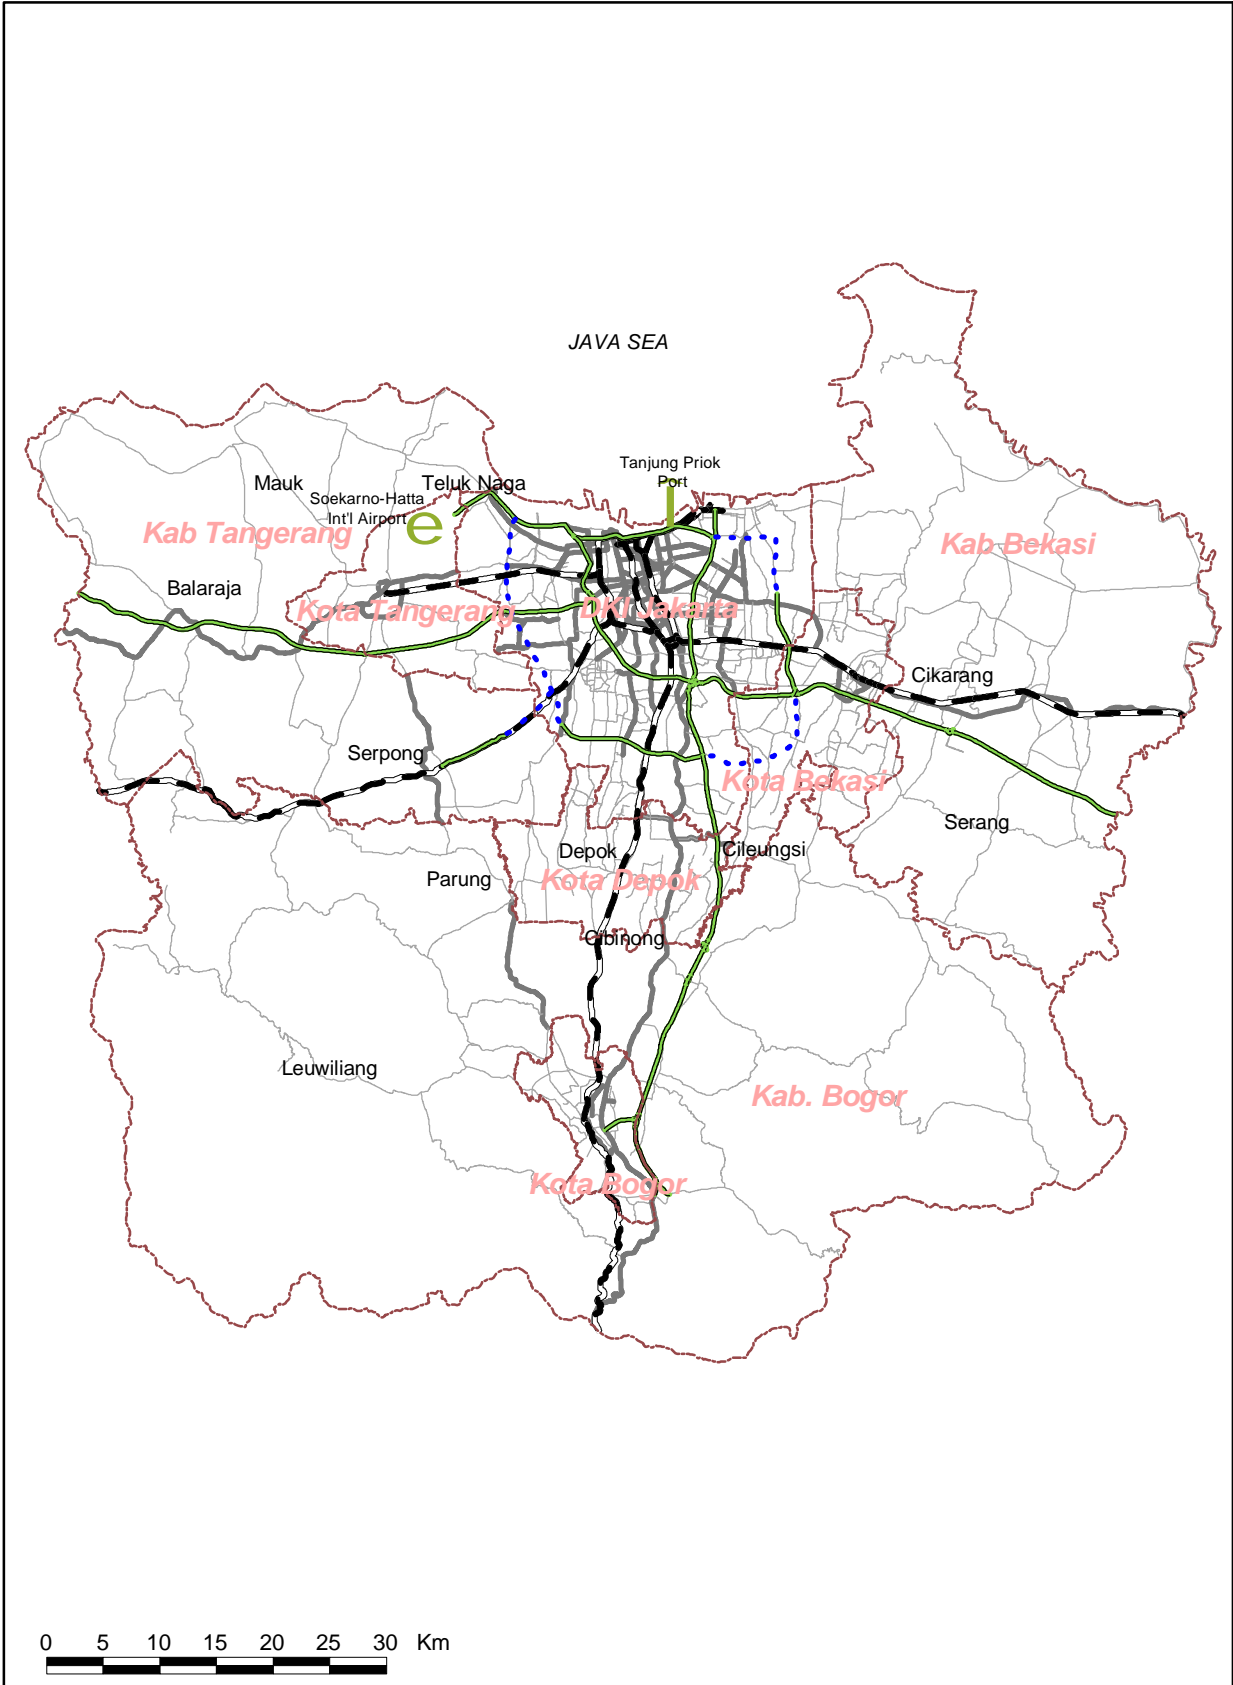 JAVA SEA
Tanjung Priok
Port
Mauk
Teluk Naga
Soekarno-Hatta
Int'l Airport
e
Kab Tangerang
Kab Bekasi
Balaraja
Kota Tangerang
DKI Jakarta
Cikarang
Serpong
Kota Bekasi
Serang
Depok
Cileungsi
Parung
Kota Depok
Cibinong
Leuwiliang
Kab. Bogor
Kota Bogor
0 5 10 15 20 25 30 Km